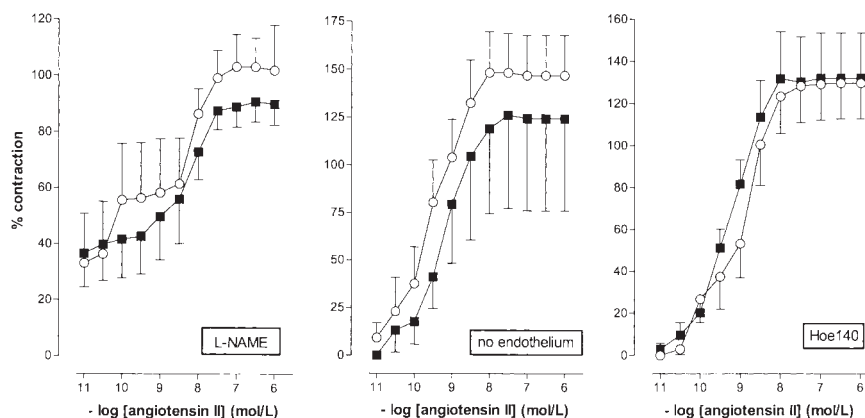 % contraction
120
100
80
60
40
20
0
L-NAME
11 10 9 8 7 6
- log [angiotensin II] (mol/L)
175
150
125
100
75
50
25
0
no endothelium
11 10 9 8 7 6
- log [angiotensin II] (mol/L)
160
140
120
100
80
60
40
20
0
Hoe140
11 10 9 8 7 6
- log [angiotensin II] (mol/L)